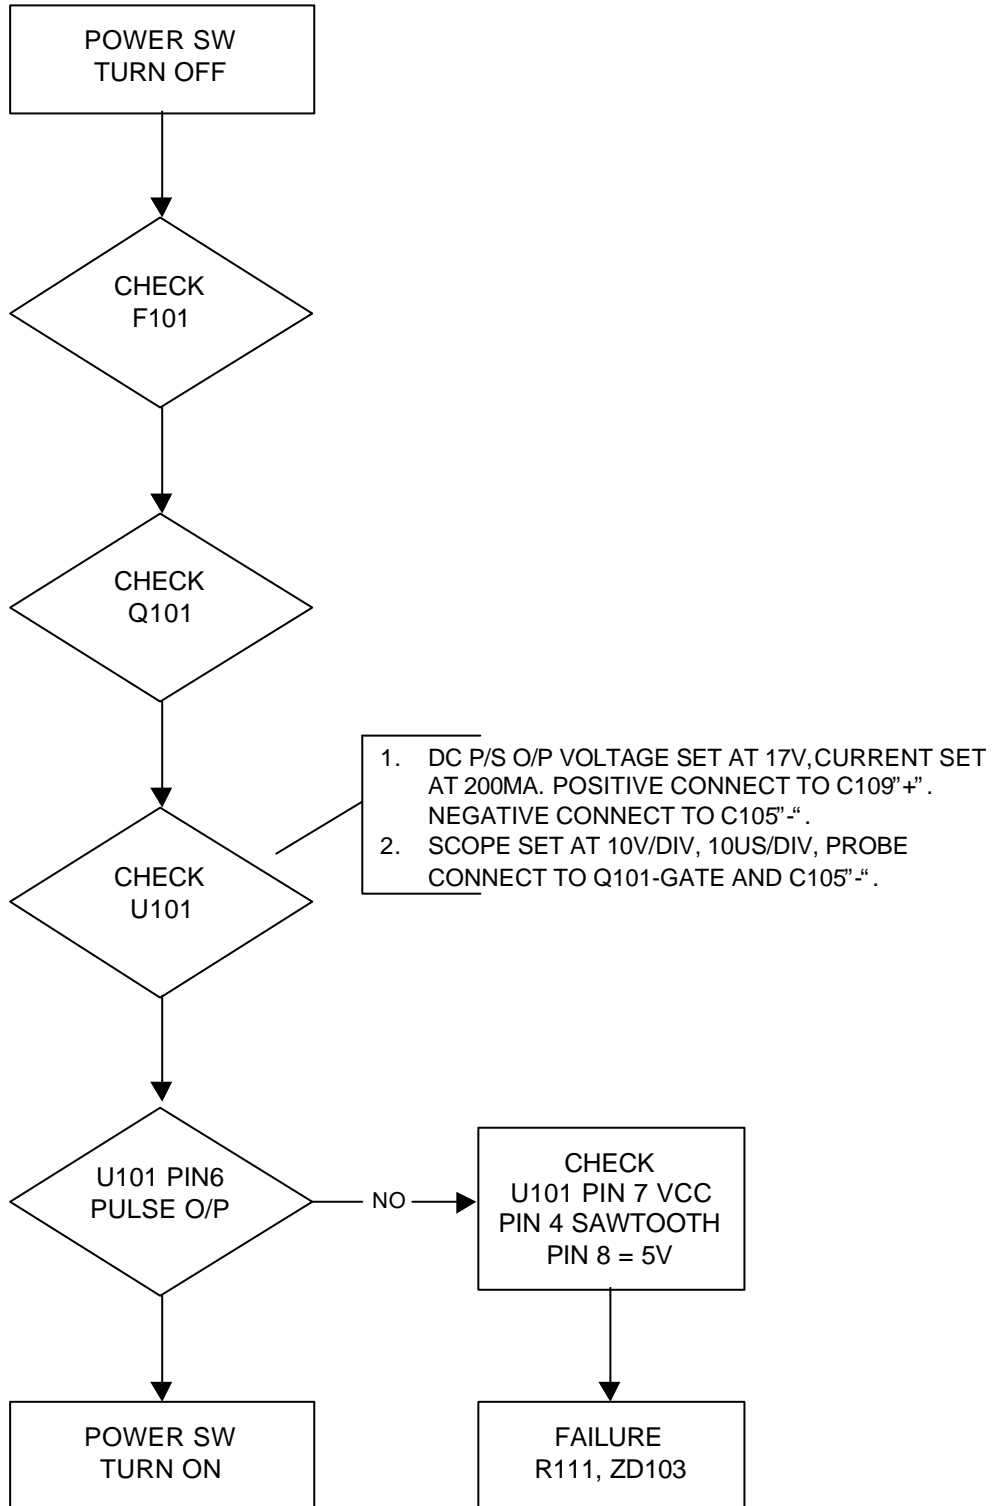 POWER SW
TURN OFF
CHECK
F101
CHECK
Q101
1. DC P/S O/P VOLTAGE SET AT 17V,CURRENT SET
AT 200MA. POSITIVE CONNECT TO C109”+”.
NEGATIVE CONNECT TO C105”-“.
2. SCOPE SET AT 10V/DIV, 10US/DIV, PROBE
CONNECT TO Q101-GATE AND C105”-“.
CHECK
U101
U101 PIN6
PULSE O/P
NO
CHECK
U101 PIN 7 VCC
PIN 4 SAWTOOTH
PIN 8 = 5V
POWER SW
TURN ON
FAILURE
R111, ZD103